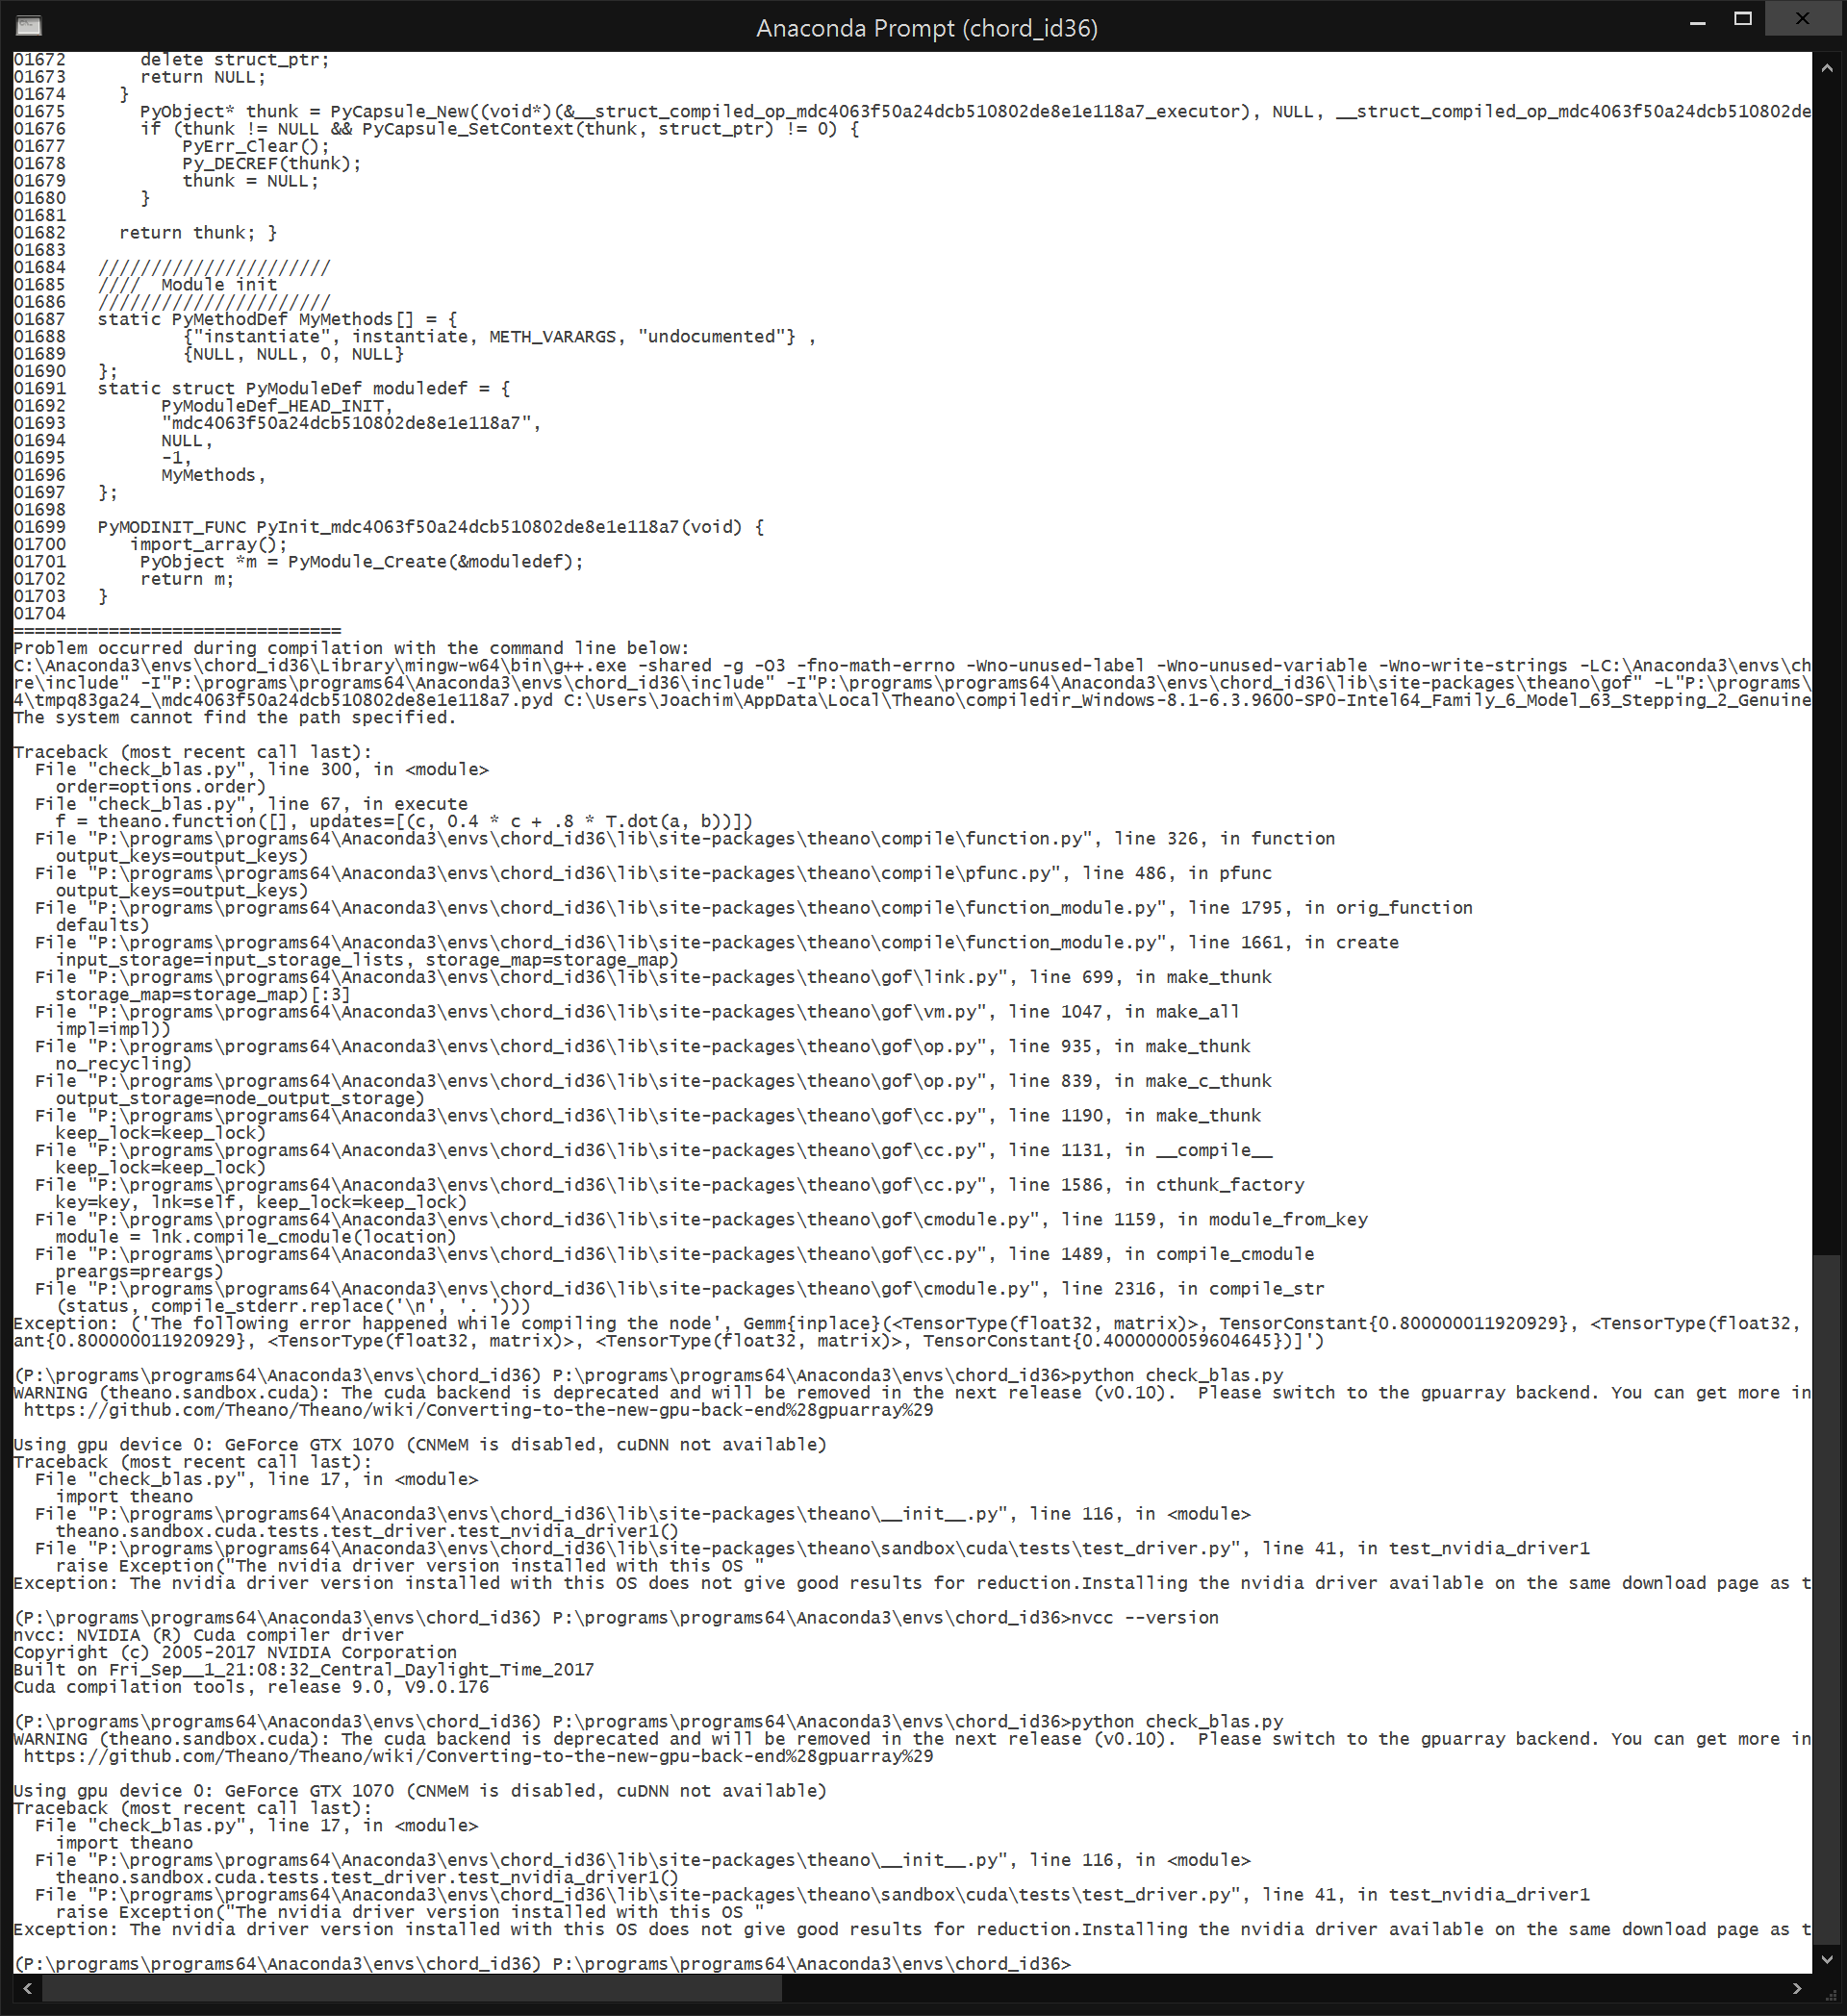 Anaconda Prompt (chord_id36)
01672       delete struct_ptr;
01673       return NULL;
01674     }
01675       PyObject* thunk = PyCapsule_New((void*)(&__struct_compiled_op_mdc4063f50a24dcb510802de8e1e118a7_executor), NULL, __struct_compiled_op_mdc4063f50a24dcb510802de
01676       if (thunk != NULL && PyCapsule_SetContext(thunk, struct_ptr) != 0) {
01677           PyErr_Clear();
01678           Py_DECREF(thunk);
01679           thunk = NULL;
01680       }
01681
01682     return thunk; }
01683
01684   //////////////////////
01685   ////  Module init
01686   //////////////////////
01687   static PyMethodDef MyMethods[] = {
01688           {"instantiate", instantiate, METH_VARARGS, "undocumented"} ,
01689           {NULL, NULL, 0, NULL}
01690   };
01691   static struct PyModuleDef moduledef = {
01692         PyModuleDef_HEAD_INIT,
01693         "mdc4063f50a24dcb510802de8e1e118a7",
01694         NULL,
01695         -1,
01696         MyMethods,
01697   };
01698
01699   PyMODINIT_FUNC PyInit_mdc4063f50a24dcb510802de8e1e118a7(void) {
01700      import_array();
01701       PyObject *m = PyModule_Create(&moduledef);
01702       return m;
01703   }
01704
===============================
Problem occurred during compilation with the command line below:
C:\Anaconda3\envs\chord_id36\Library\mingw-w64\bin\g++.exe -shared -g -O3 -fno-math-errno -Wno-unused-label -Wno-unused-variable -Wno-write-strings -LC:\Anaconda3\envs\ch
re\include" -I"P:\programs\programs64\Anaconda3\envs\chord_id36\include" -I"P:\programs\programs64\Anaconda3\envs\chord_id36\lib\site-packages\theano\gof" -L"P:\programs\
4\tmpq83ga24_\mdc4063f50a24dcb510802de8e1e118a7.pyd C:\Users\Joachim\AppData\Local\Theano\compiledir_Windows-8.1-6.3.9600-SP0-Intel64_Family_6_Model_63_Stepping_2_Genuine
The system cannot find the path specified.

Traceback (most recent call last):
  File "check_blas.py", line 300, in <module>
    order=options.order)
  File "check_blas.py", line 67, in execute
    f = theano.function([], updates=[(c, 0.4 * c + .8 * T.dot(a, b))])
  File "P:\programs\programs64\Anaconda3\envs\chord_id36\lib\site-packages\theano\compile\function.py", line 326, in function
    output_keys=output_keys)
  File "P:\programs\programs64\Anaconda3\envs\chord_id36\lib\site-packages\theano\compile\pfunc.py", line 486, in pfunc
    output_keys=output_keys)
  File "P:\programs\programs64\Anaconda3\envs\chord_id36\lib\site-packages\theano\compile\function_module.py", line 1795, in orig_function
    defaults)
  File "P:\programs\programs64\Anaconda3\envs\chord_id36\lib\site-packages\theano\compile\function_module.py", line 1661, in create
    input_storage=input_storage_lists, storage_map=storage_map)
  File "P:\programs\programs64\Anaconda3\envs\chord_id36\lib\site-packages\theano\gof\link.py", line 699, in make_thunk
    storage_map=storage_map)[:3]
  File "P:\programs\programs64\Anaconda3\envs\chord_id36\lib\site-packages\theano\gof\vm.py", line 1047, in make_all
    impl=impl))
  File "P:\programs\programs64\Anaconda3\envs\chord_id36\lib\site-packages\theano\gof\op.py", line 935, in make_thunk
    no_recycling)
  File "P:\programs\programs64\Anaconda3\envs\chord_id36\lib\site-packages\theano\gof\op.py", line 839, in make_c_thunk
    output_storage=node_output_storage)
  File "P:\programs\programs64\Anaconda3\envs\chord_id36\lib\site-packages\theano\gof\cc.py", line 1190, in make_thunk
    keep_lock=keep_lock)
  File "P:\programs\programs64\Anaconda3\envs\chord_id36\lib\site-packages\theano\gof\cc.py", line 1131, in __compile__
    keep_lock=keep_lock)
  File "P:\programs\programs64\Anaconda3\envs\chord_id36\lib\site-packages\theano\gof\cc.py", line 1586, in cthunk_factory
    key=key, lnk=self, keep_lock=keep_lock)
  File "P:\programs\programs64\Anaconda3\envs\chord_id36\lib\site-packages\theano\gof\cmodule.py", line 1159, in module_from_key
    module = lnk.compile_cmodule(location)
  File "P:\programs\programs64\Anaconda3\envs\chord_id36\lib\site-packages\theano\gof\cc.py", line 1489, in compile_cmodule
    preargs=preargs)
  File "P:\programs\programs64\Anaconda3\envs\chord_id36\lib\site-packages\theano\gof\cmodule.py", line 2316, in compile_str
    (status, compile_stderr.replace('\n', '. ')))
Exception: ('The following error happened while compiling the node', Gemm{inplace}(<TensorType(float32, matrix)>, TensorConstant{0.800000011920929}, <TensorType(float32,
ant{0.800000011920929}, <TensorType(float32, matrix)>, <TensorType(float32, matrix)>, TensorConstant{0.4000000059604645})]')

(P:\programs\programs64\Anaconda3\envs\chord_id36) P:\programs\programs64\Anaconda3\envs\chord_id36>python check_blas.py
WARNING (theano.sandbox.cuda): The cuda backend is deprecated and will be removed in the next release (v0.10).  Please switch to the gpuarray backend. You can get more in
 https://github.com/Theano/Theano/wiki/Converting-to-the-new-gpu-back-end%28gpuarray%29

Using gpu device 0: GeForce GTX 1070 (CNMeM is disabled, cuDNN not available)
Traceback (most recent call last):
  File "check_blas.py", line 17, in <module>
    import theano
  File "P:\programs\programs64\Anaconda3\envs\chord_id36\lib\site-packages\theano\__init__.py", line 116, in <module>
    theano.sandbox.cuda.tests.test_driver.test_nvidia_driver1()
  File "P:\programs\programs64\Anaconda3\envs\chord_id36\lib\site-packages\theano\sandbox\cuda\tests\test_driver.py", line 41, in test_nvidia_driver1
    raise Exception("The nvidia driver version installed with this OS "
Exception: The nvidia driver version installed with this OS does not give good results for reduction.Installing the nvidia driver available on the same download page as t

(P:\programs\programs64\Anaconda3\envs\chord_id36) P:\programs\programs64\Anaconda3\envs\chord_id36>nvcc --version
nvcc: NVIDIA (R) Cuda compiler driver
Copyright (c) 2005-2017 NVIDIA Corporation
Built on Fri_Sep__1_21:08:32_Central_Daylight_Time_2017
Cuda compilation tools, release 9.0, V9.0.176

(P:\programs\programs64\Anaconda3\envs\chord_id36) P:\programs\programs64\Anaconda3\envs\chord_id36>python check_blas.py
WARNING (theano.sandbox.cuda): The cuda backend is deprecated and will be removed in the next release (v0.10).  Please switch to the gpuarray backend. You can get more in
 https://github.com/Theano/Theano/wiki/Converting-to-the-new-gpu-back-end%28gpuarray%29

Using gpu device 0: GeForce GTX 1070 (CNMeM is disabled, cuDNN not available)
Traceback (most recent call last):
  File "check_blas.py", line 17, in <module>
    import theano
  File "P:\programs\programs64\Anaconda3\envs\chord_id36\lib\site-packages\theano\__init__.py", line 116, in <module>
    theano.sandbox.cuda.tests.test_driver.test_nvidia_driver1()
  File "P:\programs\programs64\Anaconda3\envs\chord_id36\lib\site-packages\theano\sandbox\cuda\tests\test_driver.py", line 41, in test_nvidia_driver1
    raise Exception("The nvidia driver version installed with this OS "
Exception: The nvidia driver version installed with this OS does not give good results for reduction.Installing the nvidia driver available on the same download page as t

(P:\programs\programs64\Anaconda3\envs\chord_id36) P:\programs\programs64\Anaconda3\envs\chord_id36>